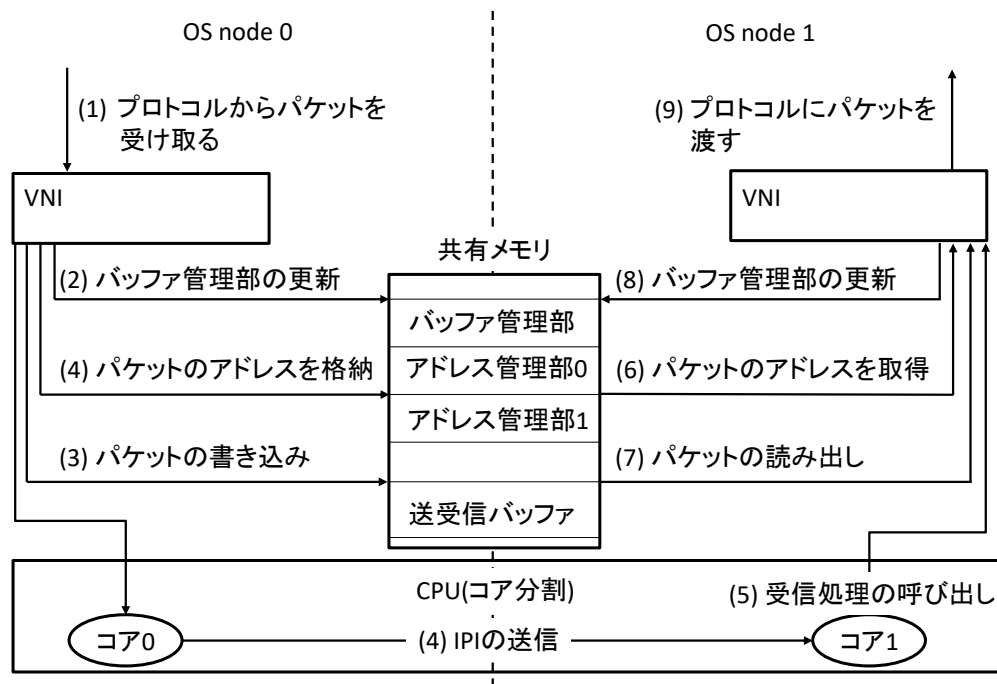 OS node 0
OS node 1
(1) プロトコルからパケットを
受け取る
(9) プロトコルにパケットを
渡す
VNI
VNI
共有メモリ
(2) バッファ管理部の更新
(8) バッファ管理部の更新
バッファ管理部
(4) パケットのアドレスを格納
アドレス管理部0
(6) パケットのアドレスを取得
アドレス管理部1
(3) パケットの書き込み
(7) パケットの読み出し
送受信バッファ
CPU(コア分割)
(5) 受信処理の呼び出し
コア0
(4) IPIの送信
コア1